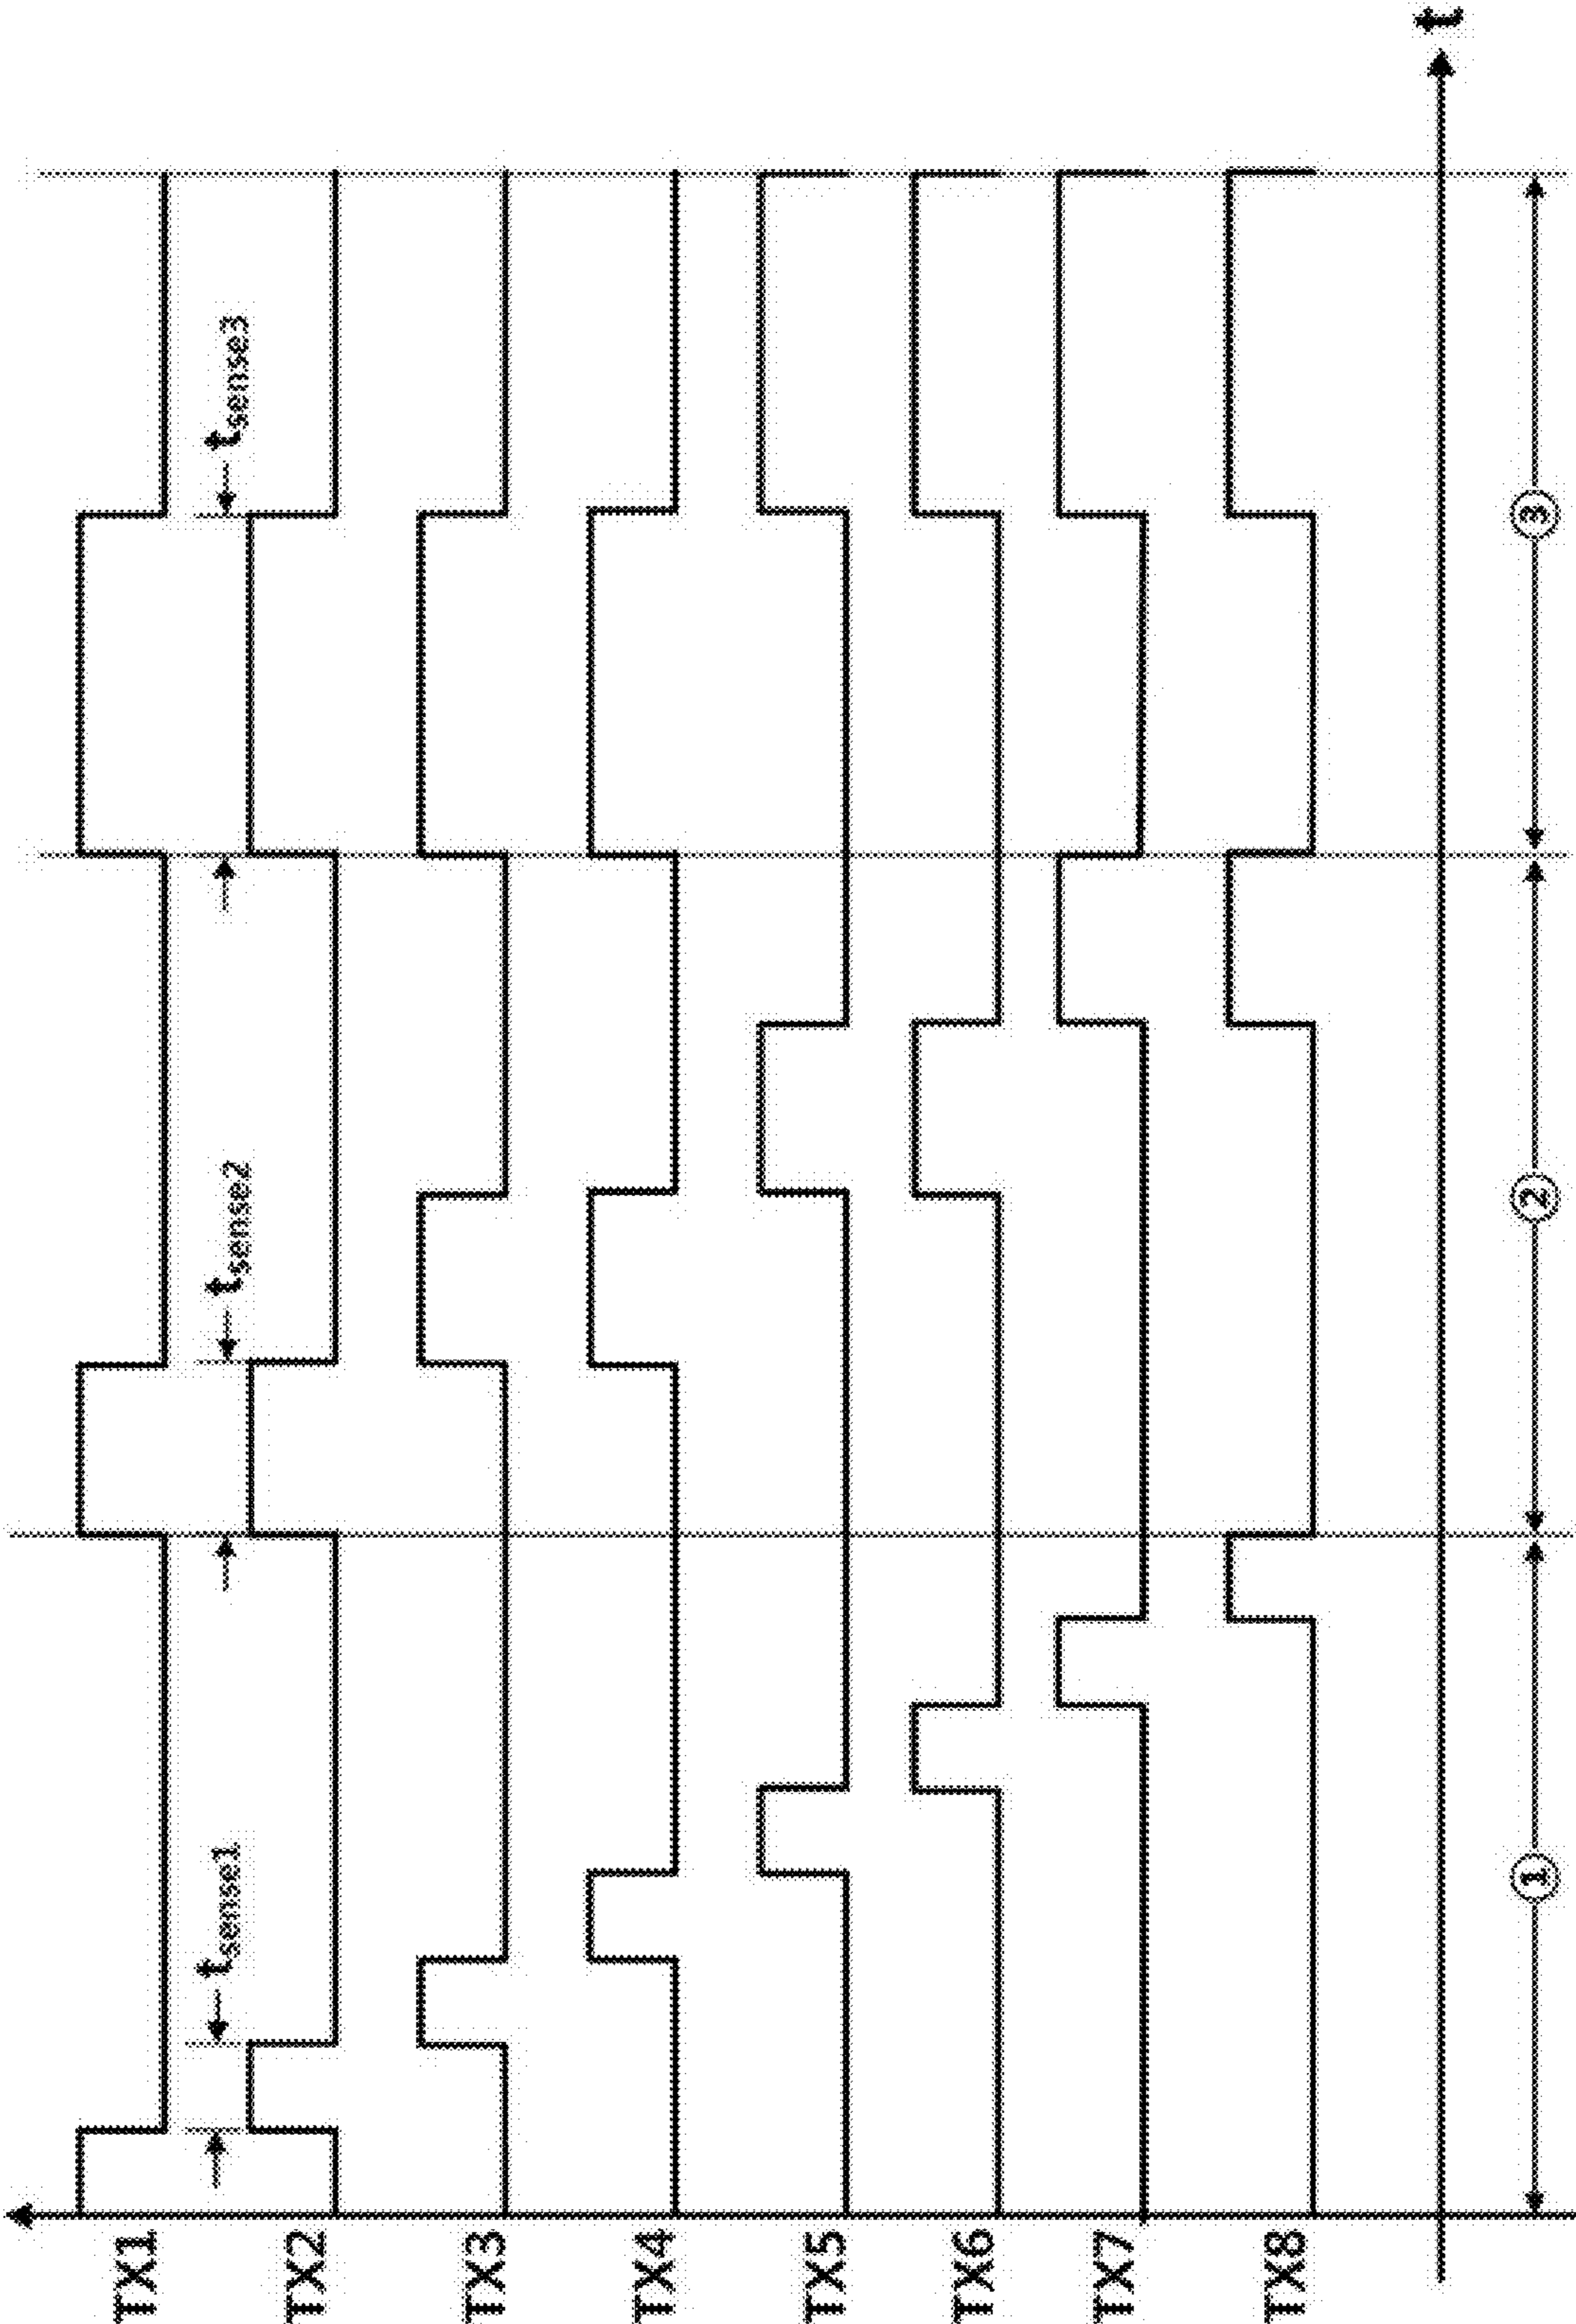 TX1
TX2
TX3
TX4
TX5
TX6
TX7
TX8
tsense1
tsense2
tsense3
t
①
②
③